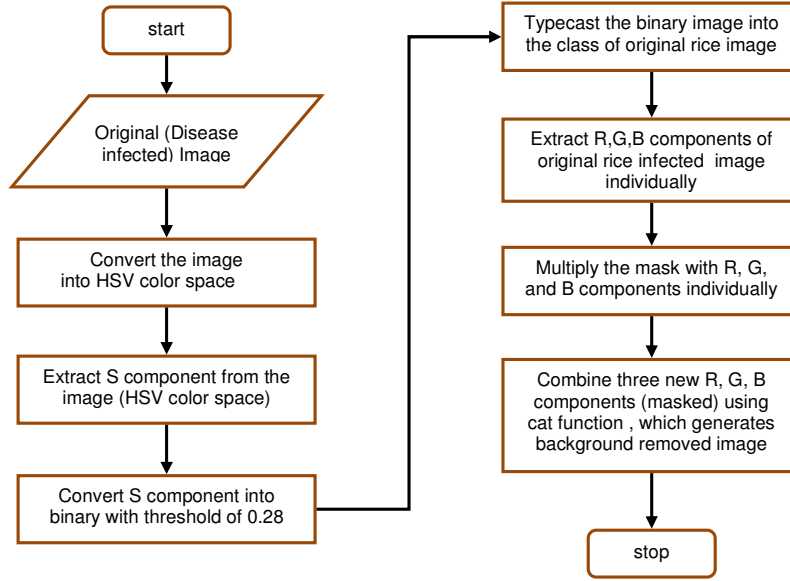 start
Original (Disease
infected) Image
Convert the image
into HSV color space
Extract S component from the
image (HSV color space)
Convert S component into
binary with threshold of 0.28
Typecast the binary image into
the class of original rice image
Extract R,G,B components of
original rice infected image
individually
Multiply the mask with R, G,
and B components individually
Combine three new R, G, B
components (masked) using
cat function , which generates
background removed image
stop